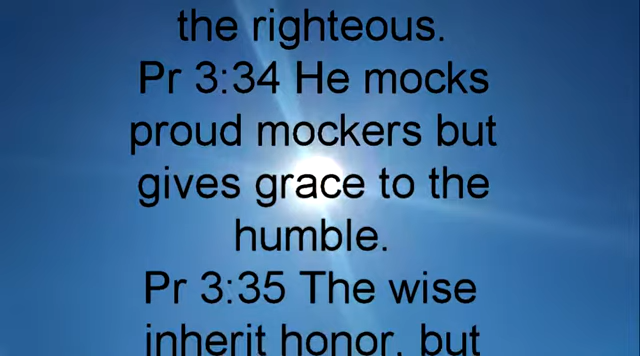 the righteous.
Pr 3:34 He mocks
proud mockers but
gives grace to the
humble.
Pr 3:35 The wise
inherit honor, but